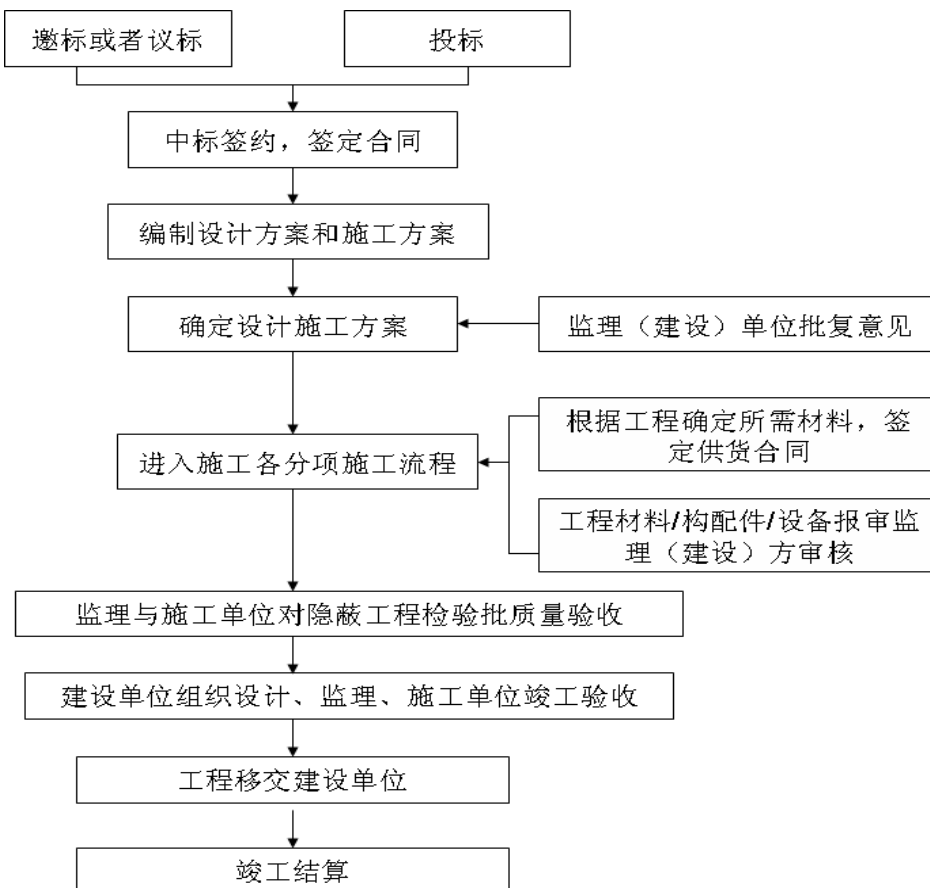 邀标或者议标
投标
中标签约，签定合同
编制设计方案和施工方案
确定设计施工方案
监理（建设）单位批复意见
根据工程确定所需材料，签
定供货合同
进入施工各分项施工流程
工程材料/构配件/设备报审监
理（建设）方审核
监理与施工单位对隐蔽工程检验批质量验收
建设单位组织设计、监理、施工单位竣工验收
工程移交建设单位
竣工结算